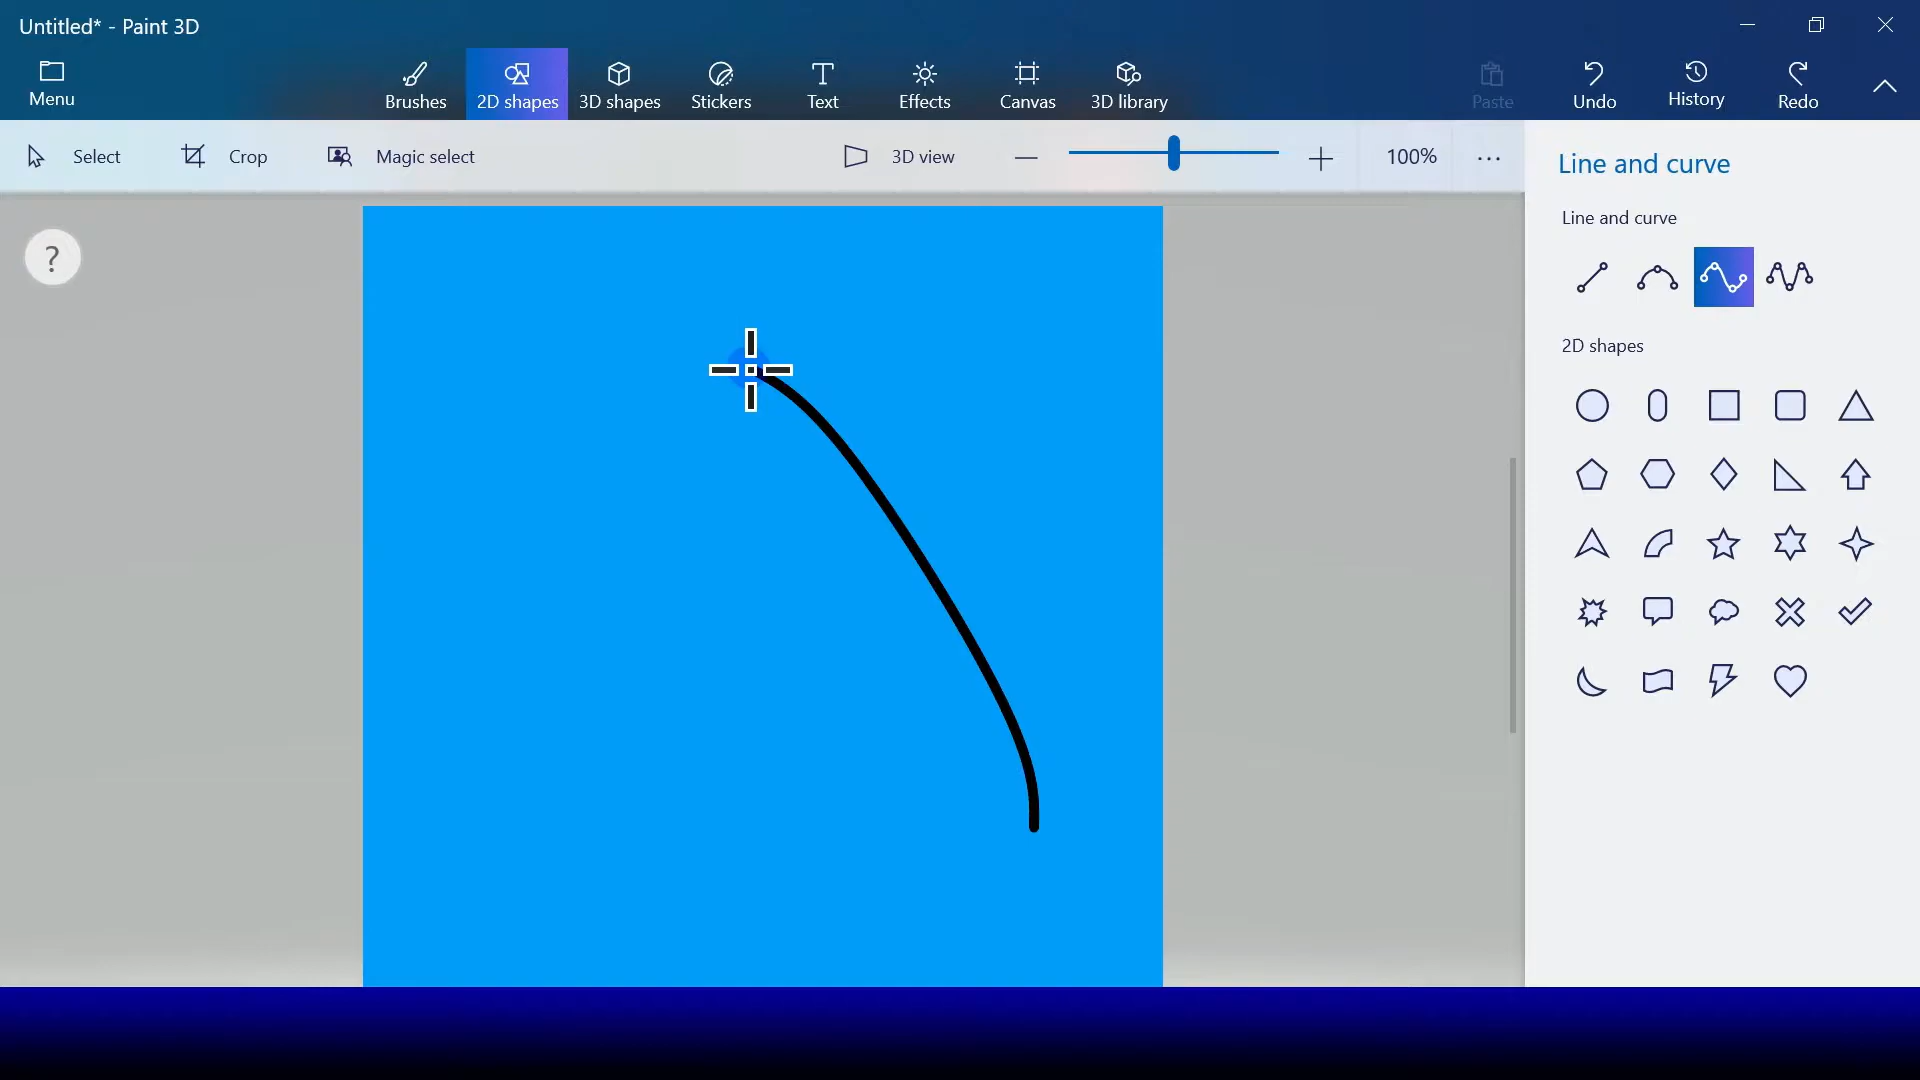 Untitled* - Paint 3D
Menu
Brushes
2D shapes
3D shapes
Stickers
Text
Effects
Canvas
3D library
Paste
Undo
History
Redo
Select
Crop
Magic select
3D view
100%
...
?
Line and curve
Line and curve
2D shapes